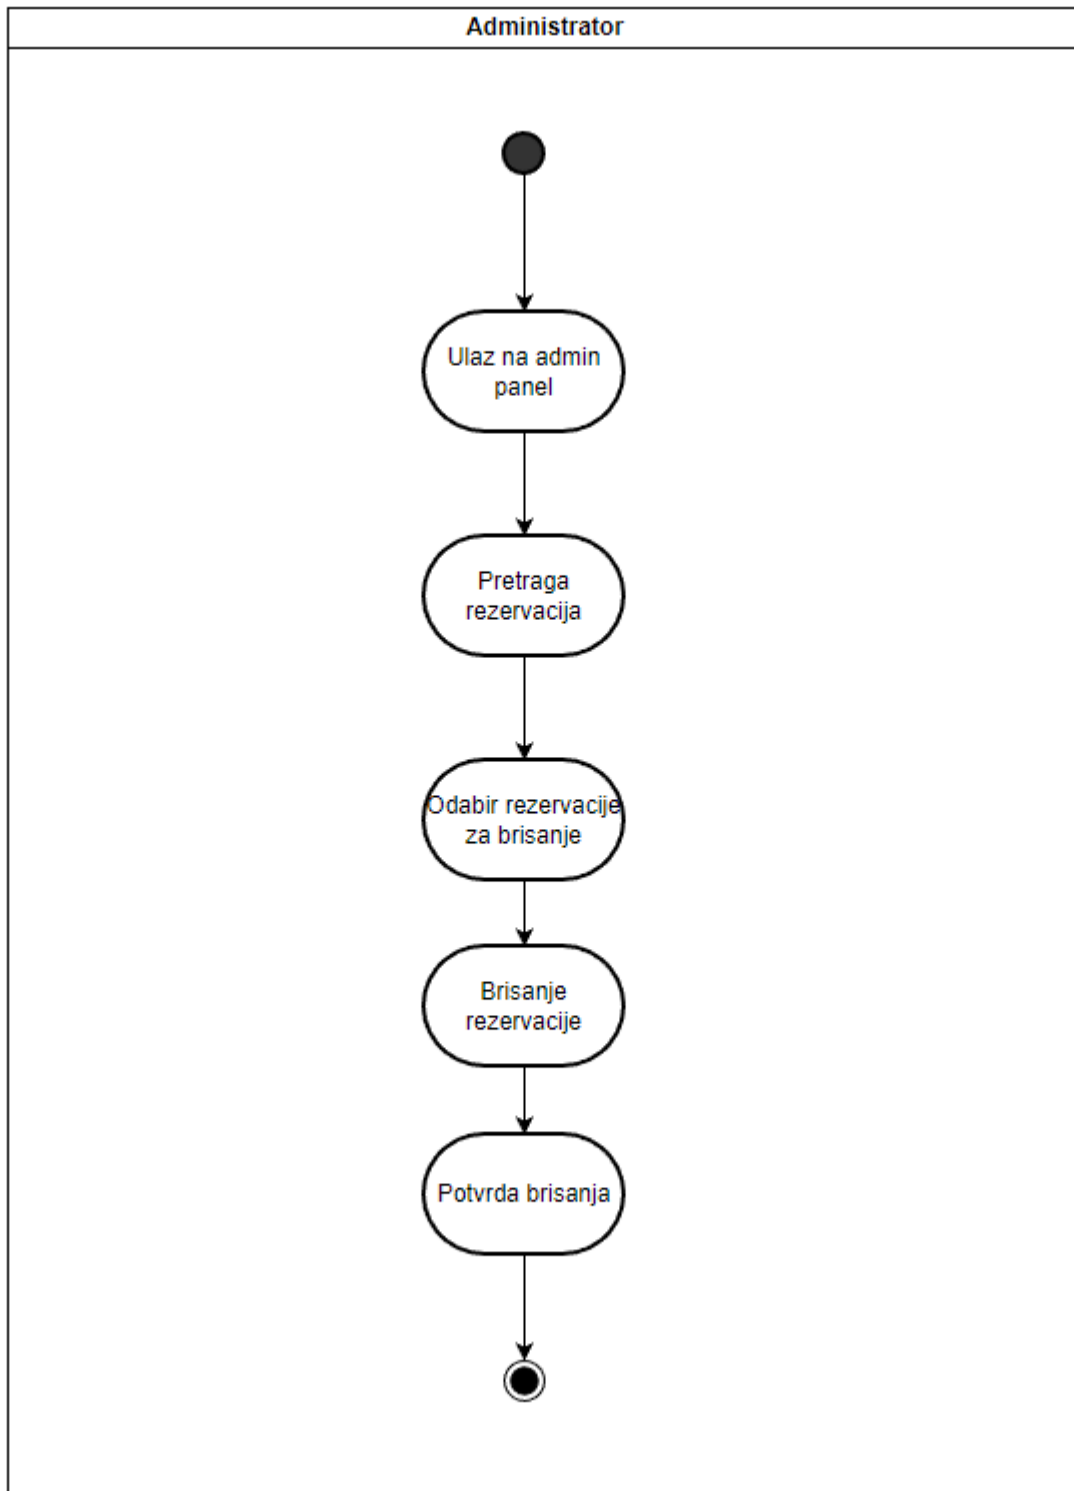 Administrator
Ulaz na admin
panel
Pretraga
rezervacija
Odabir rezervacije
za brisanje
Brisanje
rezervacije
Potvrda brisanja